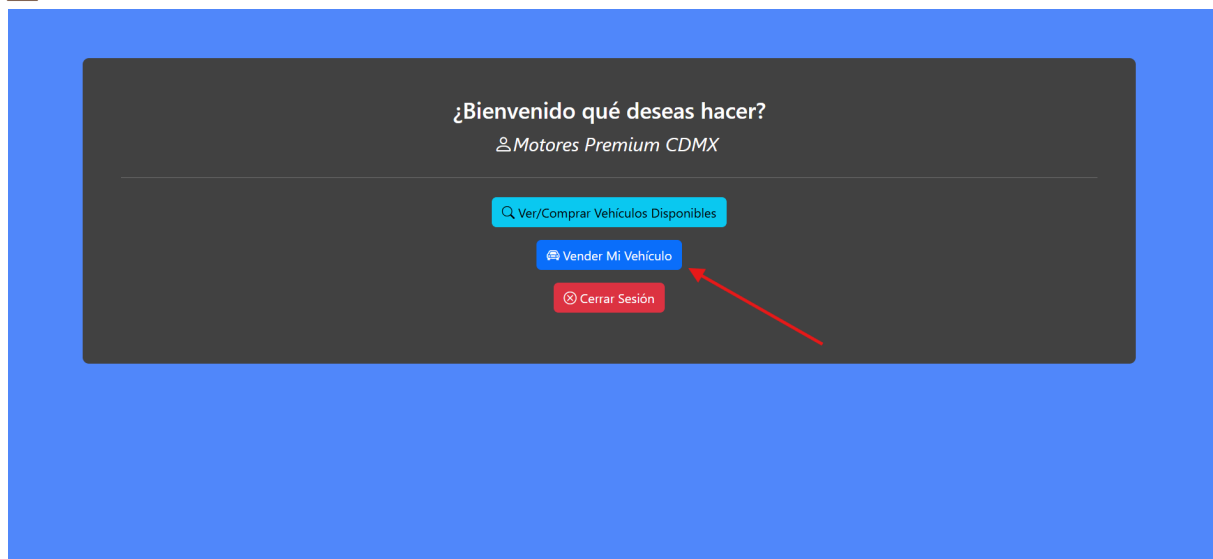 ¿Bienvenido qué deseas hacer?
Motores Premium CDMX
Ver/Comprar Vehículos Disponibles
Vender Mi Vehículo
Cerrar Sesión